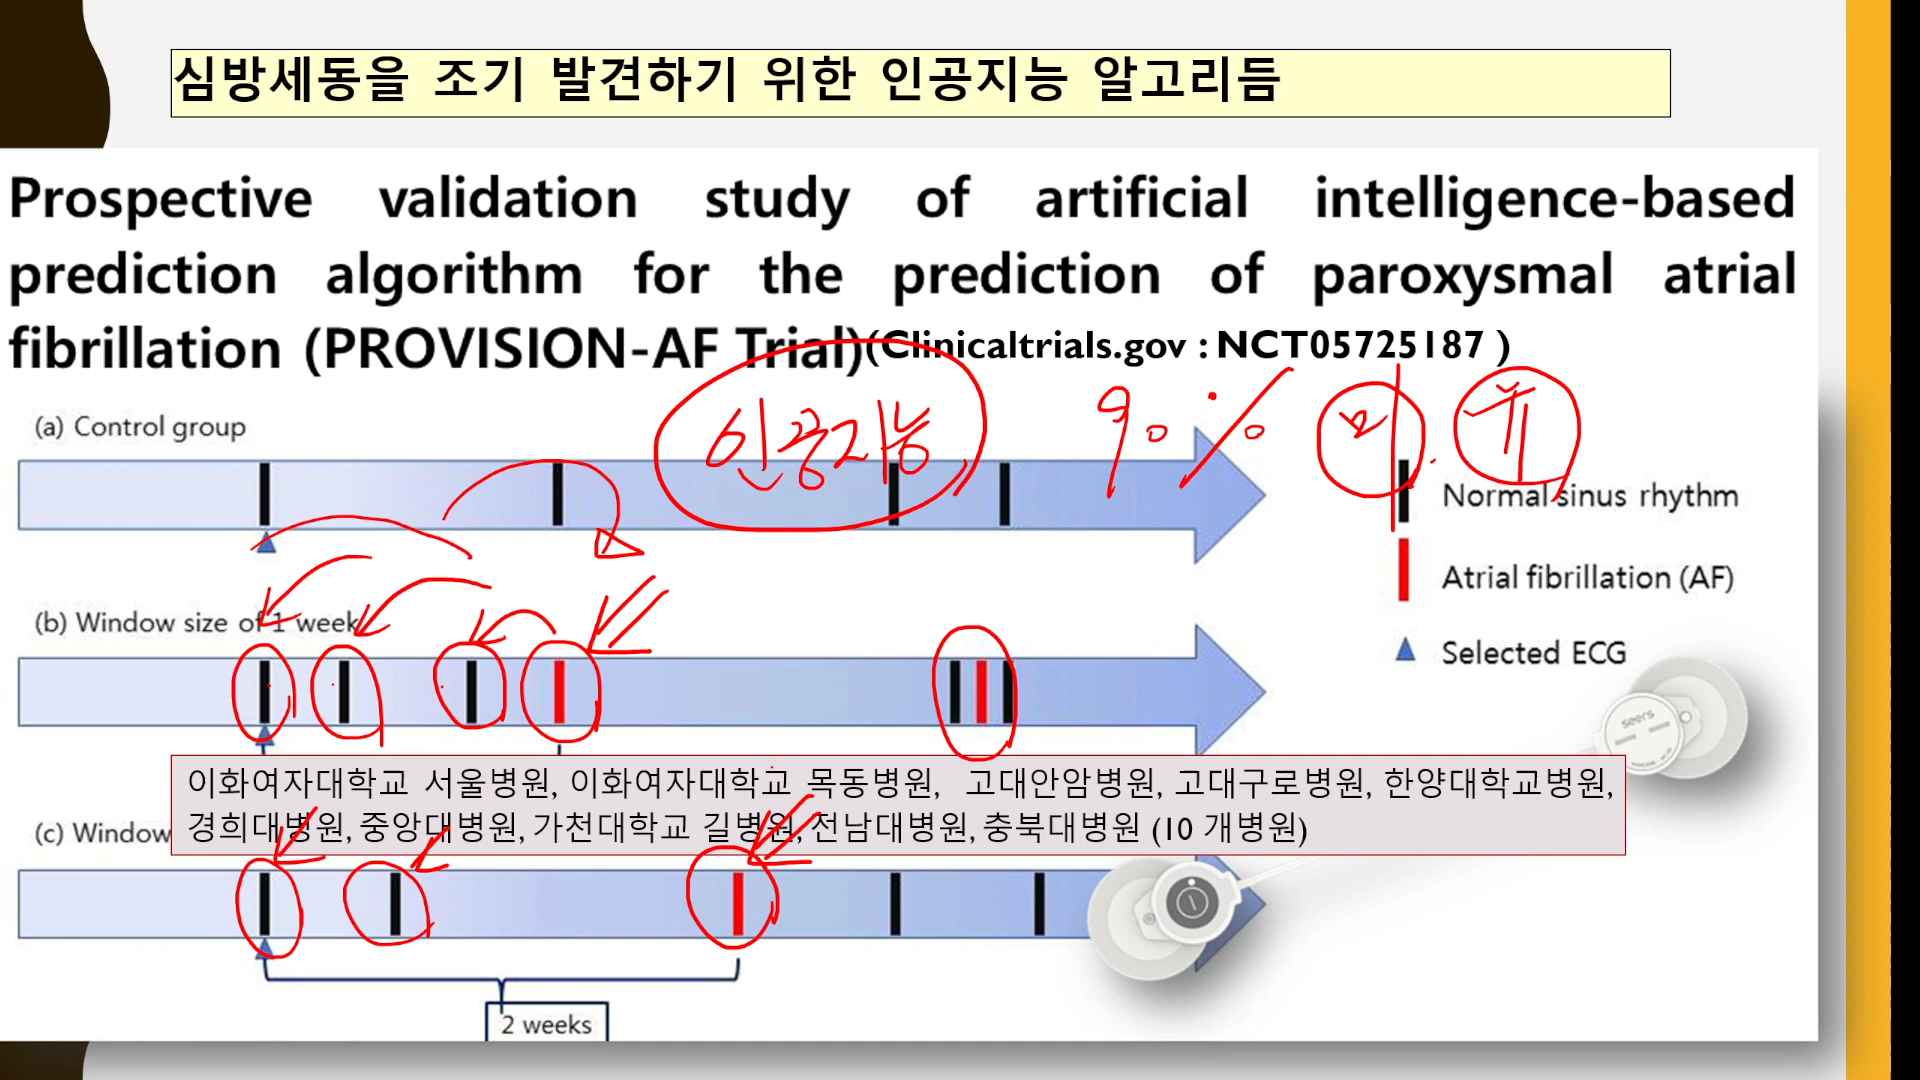 심방세동을 조기 발견하기 위한 인공지능 알고리듬
Prospective validation study of artificial intelligence-based
prediction algorithm for the prediction of paroxysmal atrial
fibrillation (PROVISION-AF Trial)(Clinicaltrials.gov : NCT05725187 )
인공지능 90%
(a) Control group
Normal sinus rhythm
Atrial fibrillation (AF)
Selected ECG
(b) Window size of 1 week
seers
이화여자대학교 서울병원, 이화여자대학교 목동병원, 고대안암병원, 고대구로병원, 한양대학교병원,
경희대병원, 중앙대병원, 가천대학교 길병원, 전남대병원, 충북대병원 (10 개병원)
(c) Window
2 weeks